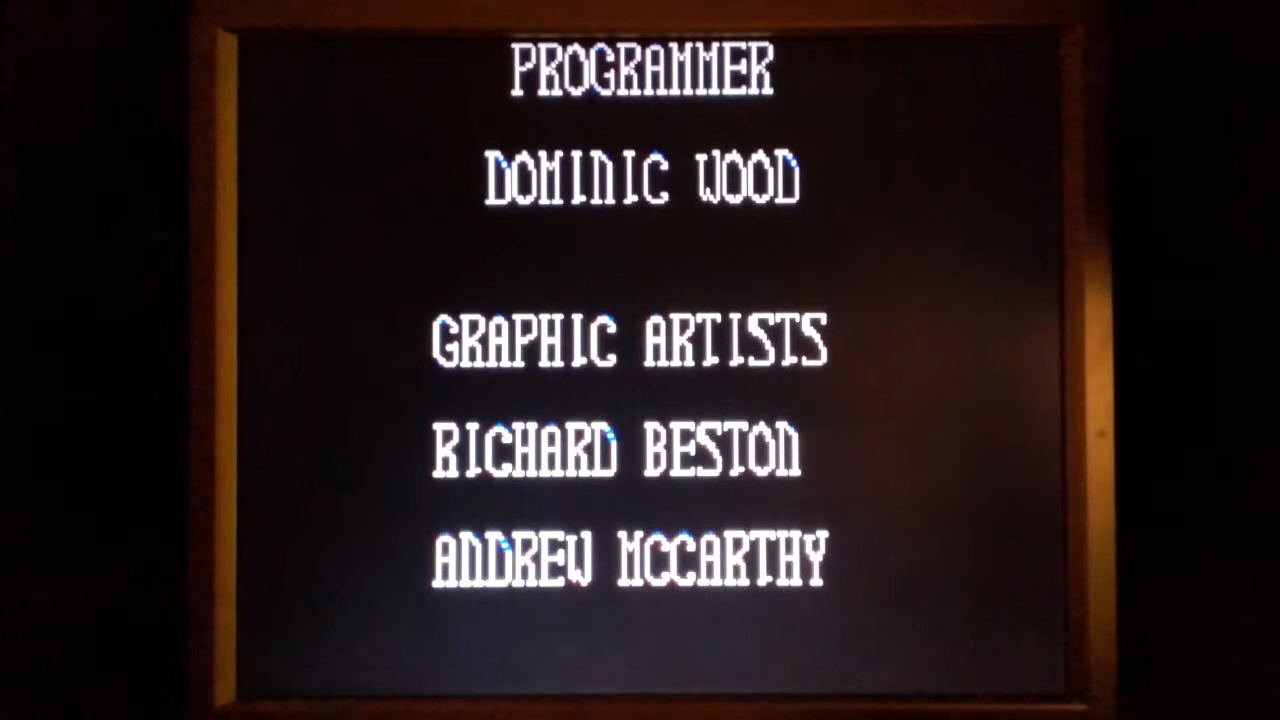 PROGRAMMER
DOMINIC WOOD
GRAPHIC ARTISTS
RICHARD BESTON
ANDREW MCCARTHY